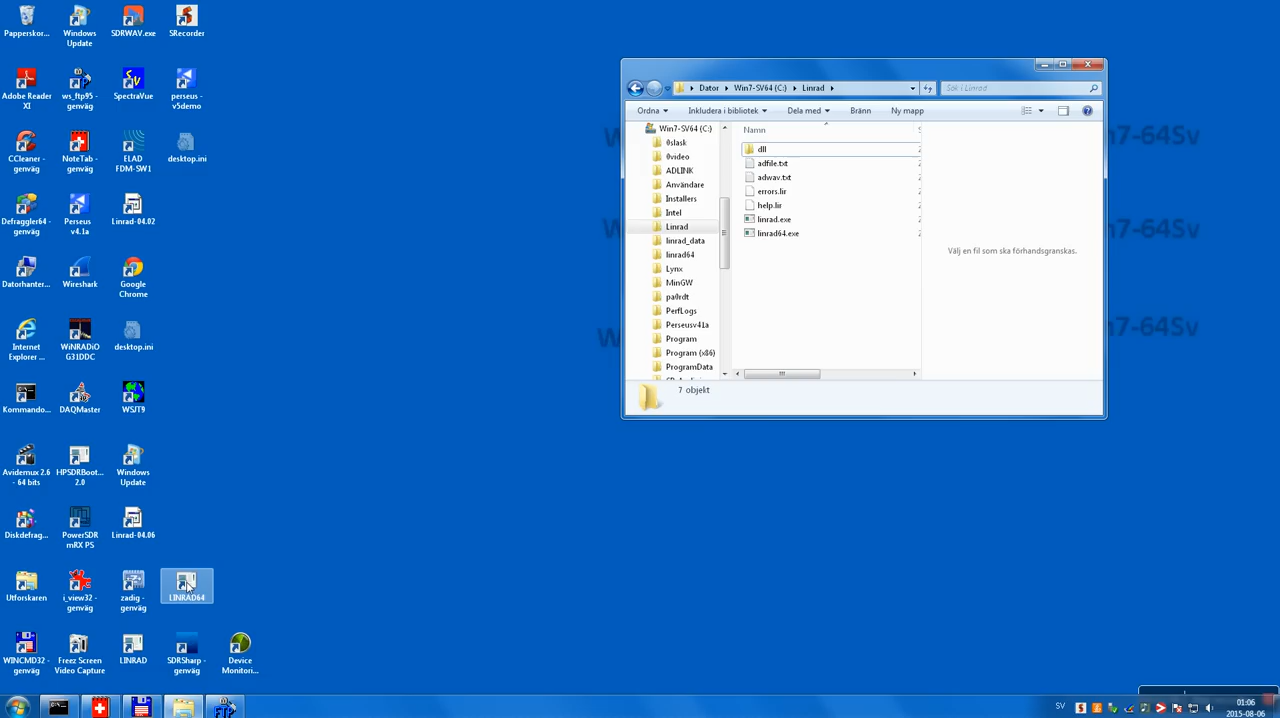 Papperskor...
Windows
Update
SDRWAV.exe
SRecorder
Adobe Reader
XI
ws_ftp95 -
genväg
SpectraVue
perseus -
v5demo
CCleaner -
genväg
NoteTab -
genväg
ELAD
FDM-SW1
desktop.ini
Defraggler64 -
genväg
Perseus
v4.1a
Linrad-04.02
Datorhanter...
Wireshark
Google
Chrome
Internet
Explorer ...
WiNRADiO
G31DDC
desktop.ini
Kommando...
DAQMaster
WSJT9
Avidemux 2.6
- 64 bits
HPSDRBoot...
2.0
Windows
Update
Diskdefrag...
PowerSDR
mRX PS
Linrad-04.06
Utforskaren
i_view32 -
genväg
zadig -
genväg
LINRAD64
WINCMD32 -
genväg
Freez Screen
Video Capture
LINRAD
SDRSharp -
genväg
Device
Monitori...
Dator
Win7-SV64 (C:)
Linrad
Sök i Linrad
Ordna
Inkludera i bibliotek
Dela med
Bränn
Ny mapp
Win7-SV64 (C:)
0slask
0video
ADLINK
Användare
Installers
Intel
Linrad
linrad_data
linrad64
Lynx
MinGW
pa0rdt
PerfLogs
Perseusv41a
Program
Program (x86)
ProgramData
Namn
dll
adfile.txt
adwav.txt
errors.lir
help.lir
linrad.exe
linrad64.exe
Välj en fil som ska förhandsgranskas.
7 objekt
n7-64Sv
n7-64Sv
n7-64Sv
FTP
SV
01:06
2015-08-06